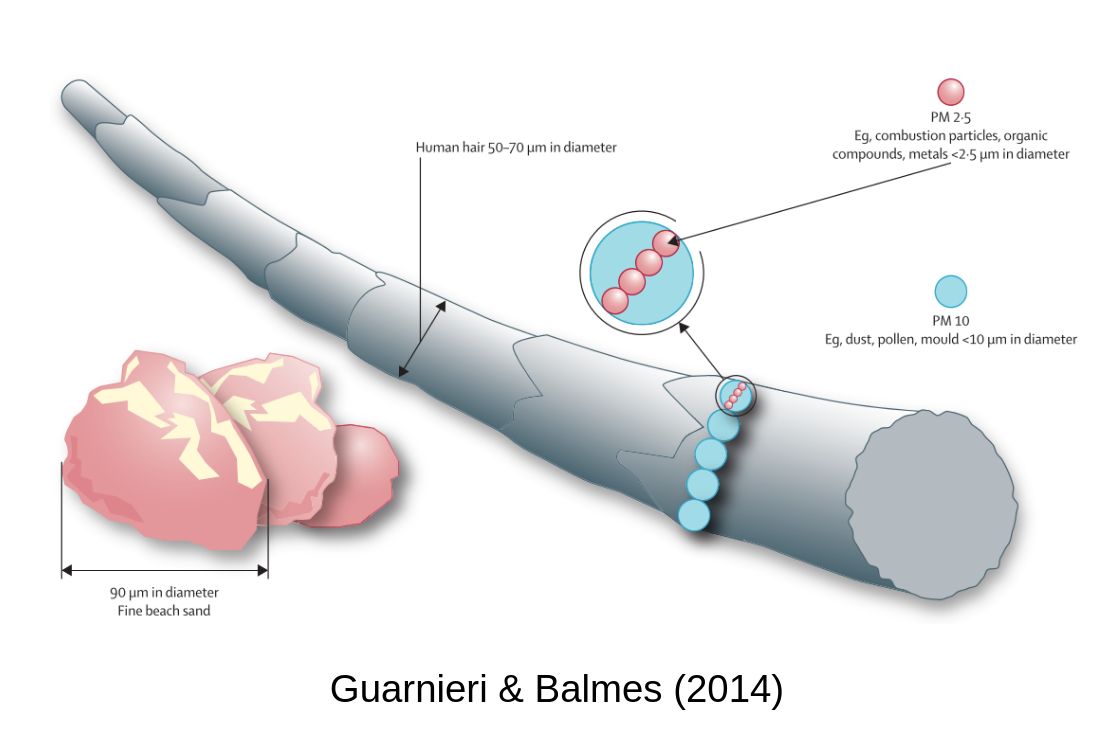 PM 2·5
Eg, combustion particles, organic
compounds, metals <2·5 µm in diameter
Human hair 50–70 µm in diameter
PM 10
Eg, dust, pollen, mould <10 µm in diameter
90 µm in diameter
Fine beach sand
Guarnieri & Balmes (2014)